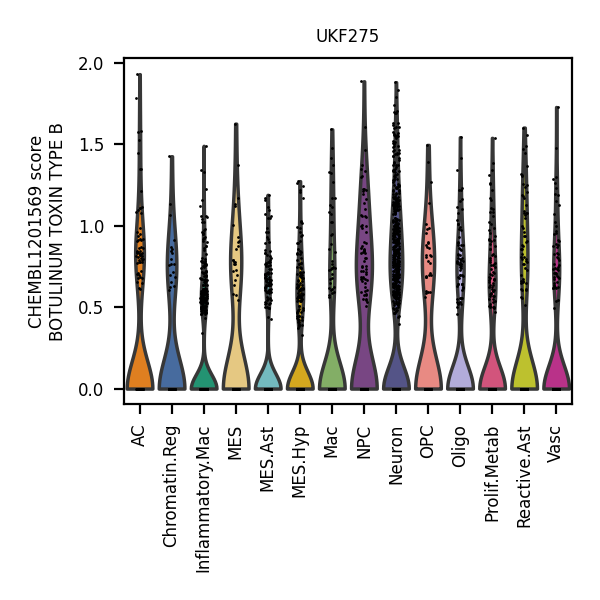 UKF275
CHEMBL1201569 score
BOTULINUM TOXIN TYPE B
2.0
1.5
1.0
0.5
0.0
AC
Chromatin.Reg
Inflammatory.Mac
MES
MES.Ast
MES.Hyp
Mac
NPC
Neuron
OPC
Oligo
Prolif.Metab
Reactive.Ast
Vasc